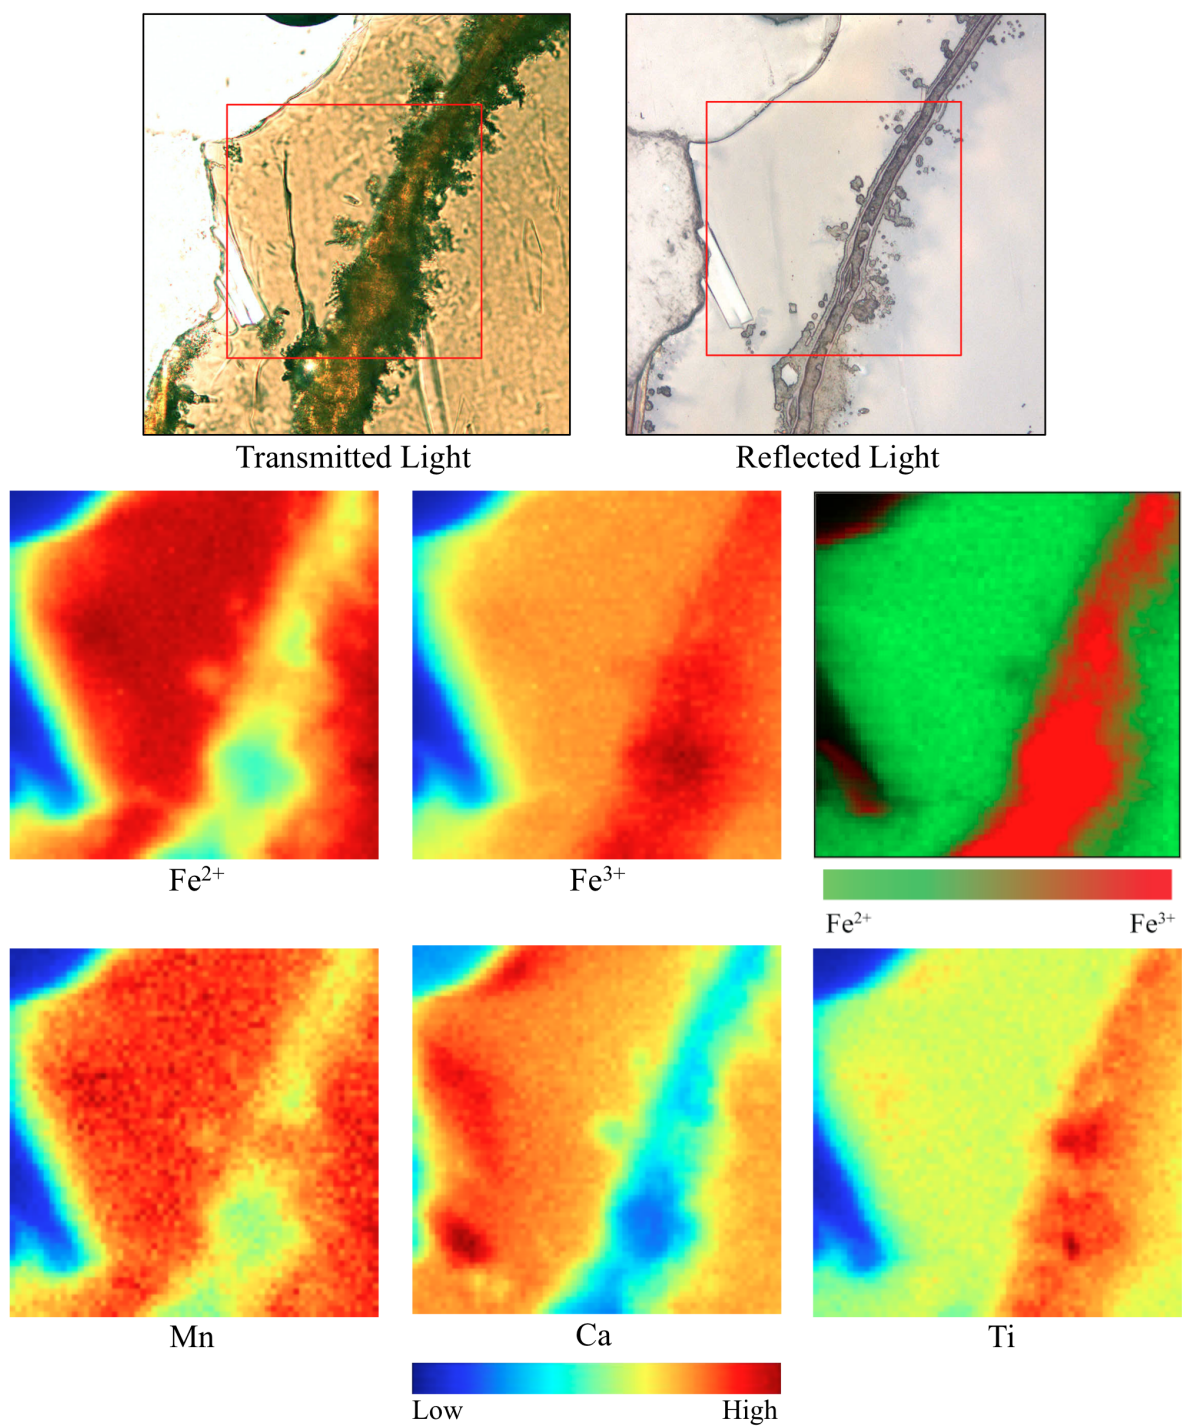 Transmitted Light
Reflected Light
Fe²⁺
Fe³⁺
Fe²⁺
Fe³⁺
Mn
Ca
Ti
Low
High